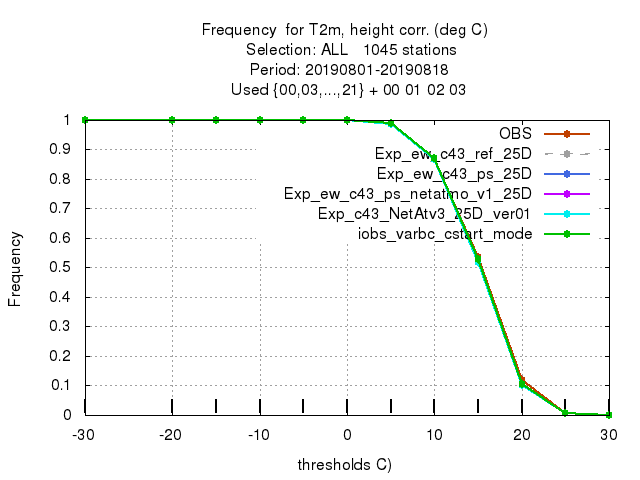 Frequency  for T2m, height corr. (deg C)
Selection: ALL   1045 stations
Period: 20190801-20190818
Used {00,03,...,21} + 00 01 02 03
OBS
Exp_ew_c43_ref_25D
Exp_ew_c43_ps_25D
Exp_ew_c43_ps_netatmo_v1_25D
Exp_c43_NetAtv3_25D_ver01
iobs_varbc_cstart_mode
Frequency
1
0.9
0.8
0.7
0.6
0.5
0.4
0.3
0.2
0.1
0
-30 -20 -10 0 10 20 30
thresholds C)